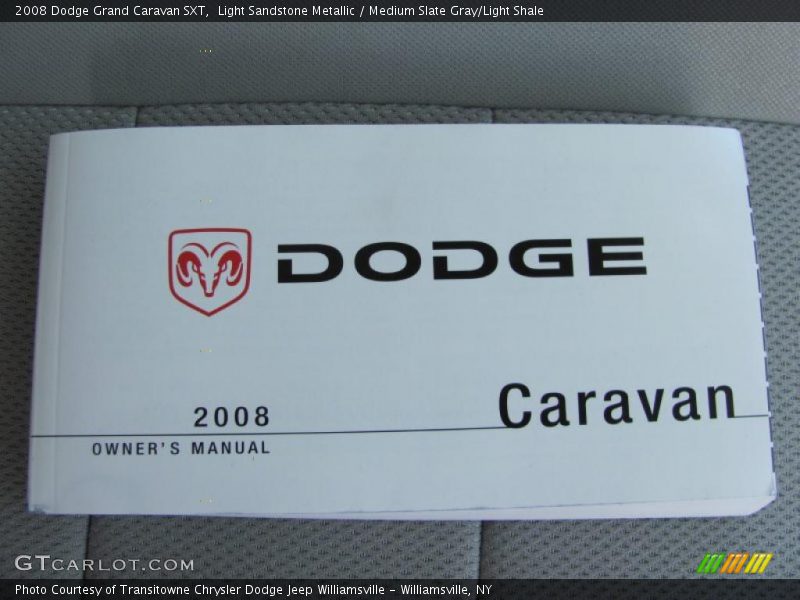 2008 Dodge Grand Caravan SXT,  Light Sandstone Metallic / Medium Slate Gray/Light Shale
DODGE
2008
Caravan
OWNER'S MANUAL
GTCARLOT.COM
Photo Courtesy of Transitowne Chrysler Dodge Jeep Williamsville - Williamsville, NY